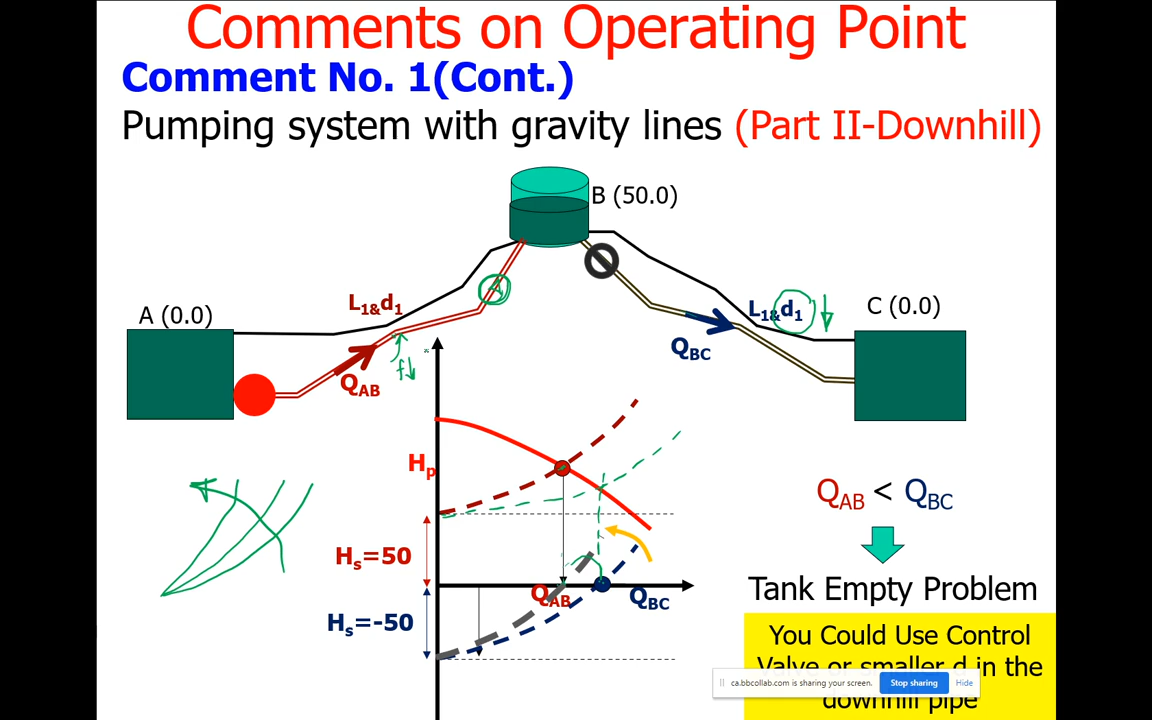 Comments on Operating Point
Comment No. 1(Cont.)
Pumping system with gravity lines (Part II-Downhill)
B (50.0)
A (0.0)
L1&d1
QAB
f↓
L1&d1 ↓
C (0.0)
QBC
Hp
Hs=50
Hs=-50
QAB
QBC
QAB < QBC
Tank Empty Problem
You Could Use Control
Valve or smaller d in the
downhill pipe
ca.bbcollab.com is sharing your screen.
Stop sharing
Hide